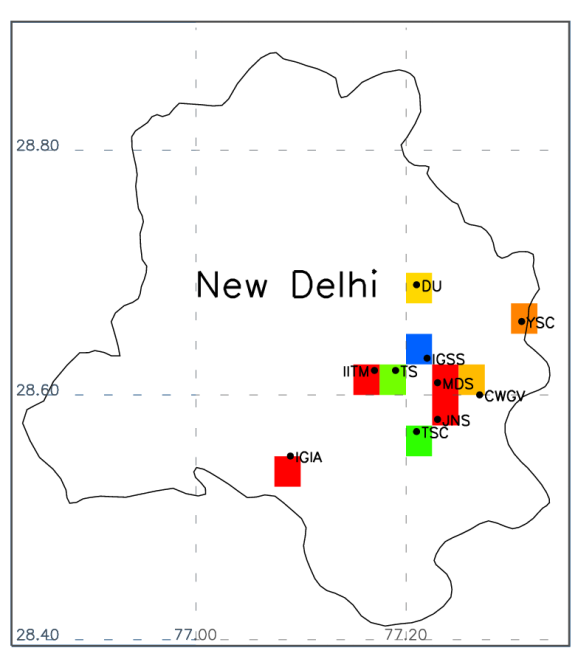 28.80
New Delhi
DU
YSC
IGSS
IITM
TS
MDS
28.60
CWGV
JNS
TSC
IGIA
28.40
77.00
77.20